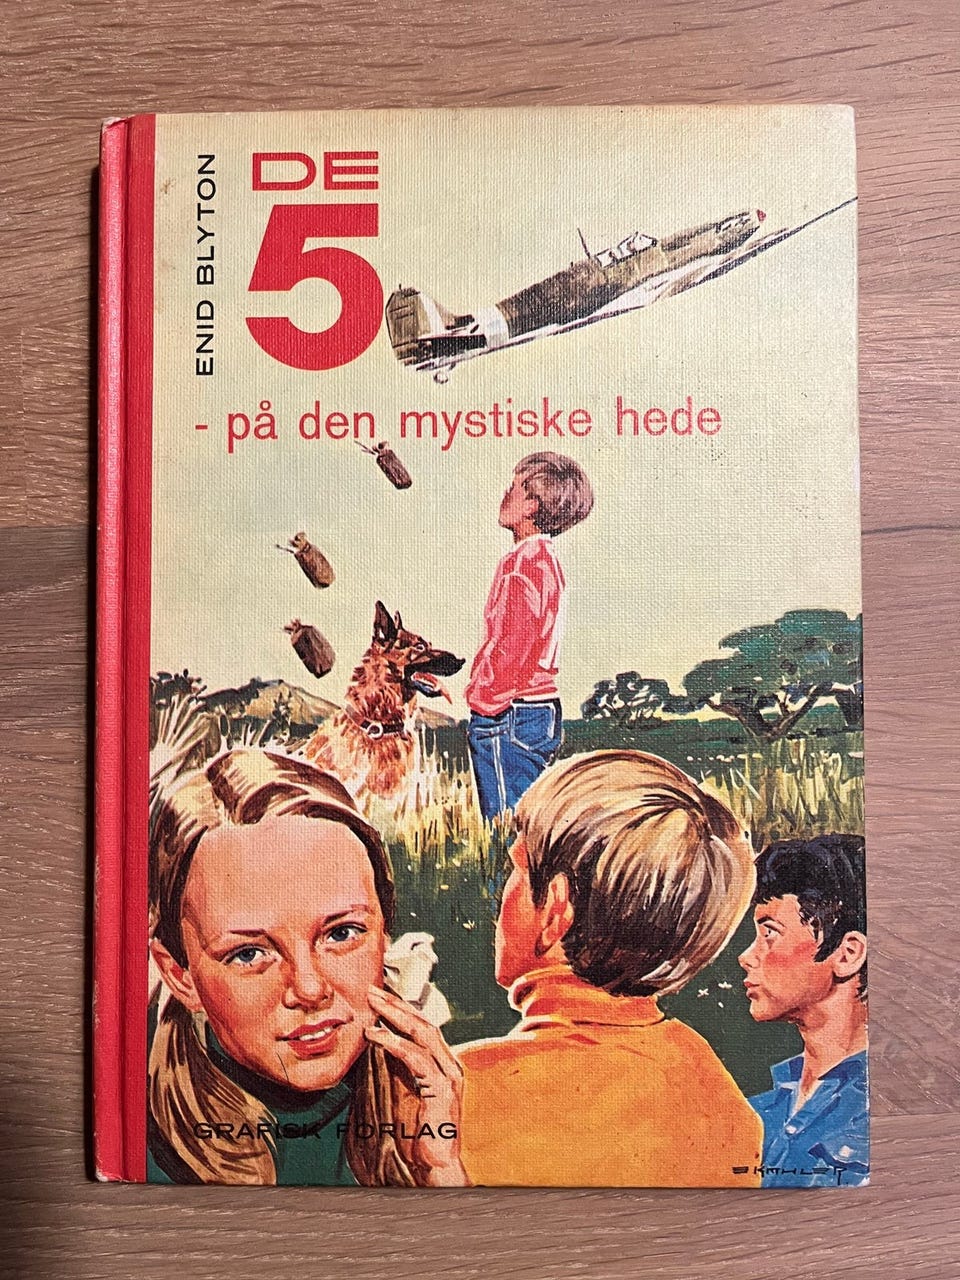 ENID BLYTON
DE
5
- på den mystiske hede
GRAFISK FORLAG